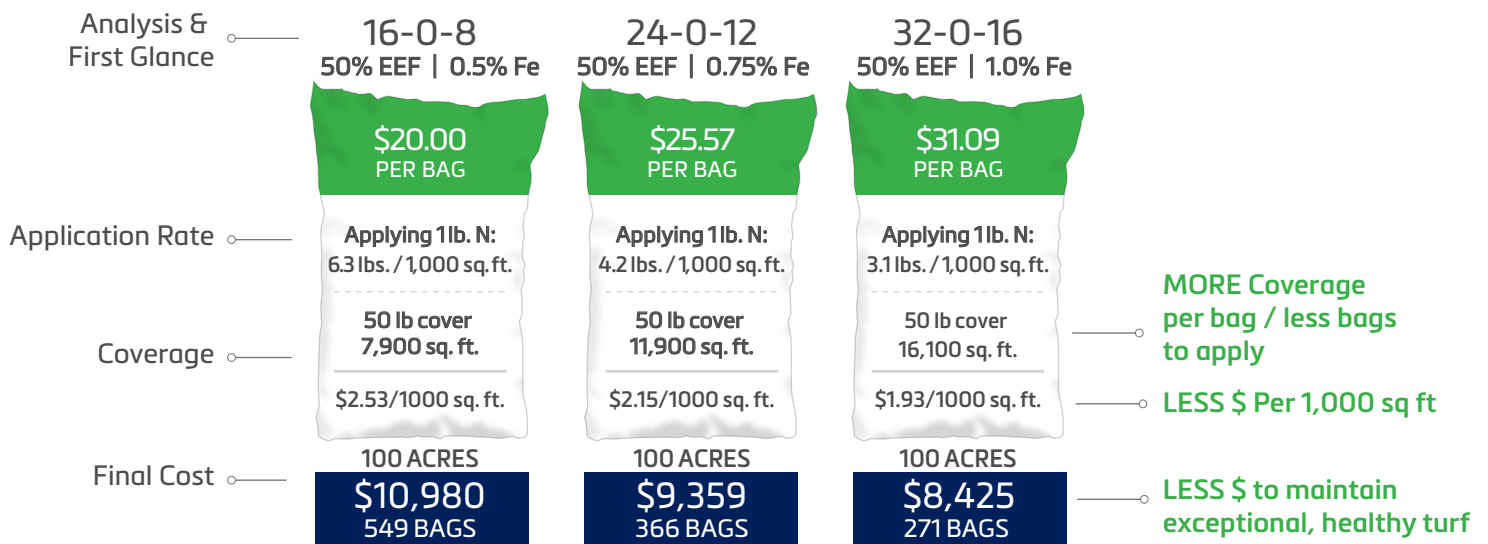 Analysis &
First Glance
16-0-8
50% EEF | 0.5% Fe
24-0-12
50% EEF | 0.75% Fe
32-0-16
50% EEF | 1.0% Fe
$20.00
PER BAG
$25.57
PER BAG
$31.09
PER BAG
Application Rate
Applying 1 lb. N:
6.3 lbs. / 1,000 sq. ft.
Applying 1 lb. N:
4.2 lbs. / 1,000 sq. ft.
Applying 1 lb. N:
3.1 lbs. / 1,000 sq. ft.
Coverage
50 lb cover
7,900 sq. ft.
50 lb cover
11,900 sq. ft.
50 lb cover
16,100 sq. ft.
MORE Coverage
per bag / less bags
to apply
$2.53/1000 sq. ft.
$2.15/1000 sq. ft.
$1.93/1000 sq. ft.
LESS $ Per 1,000 sq ft
Final Cost
100 ACRES
$10,980
549 BAGS
100 ACRES
$9,359
366 BAGS
100 ACRES
$8,425
271 BAGS
LESS $ to maintain
exceptional, healthy turf